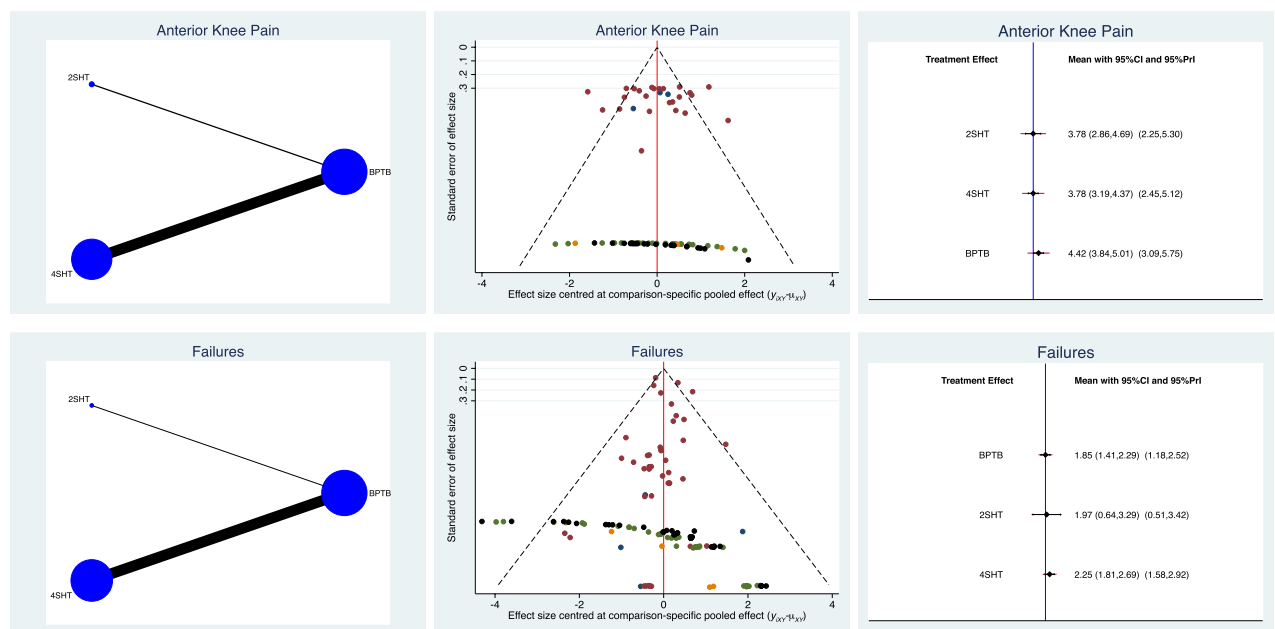 Anterior Knee Pain
2SHT
BPTB
4SHT
Anterior Knee Pain
Standard error of effect size
0
.1
.2
.3
-4
-2
0
2
4
Effect size centred at comparison-specific pooled effect (yiXY-μXY)
Anterior Knee Pain
Treatment Effect Mean with 95%CI and 95%PrI
2SHT 3.78 (2.86,4.69) (2.25,5.30)
4SHT 3.78 (3.19,4.37) (2.45,5.12)
BPTB 4.42 (3.84,5.01) (3.09,5.75)
Failures
2SHT
BPTB
4SHT
Failures
Standard error of effect size
0
.1
.2
.3
-4
-2
0
2
4
Effect size centred at comparison-specific pooled effect (yiXY-μXY)
Failures
Treatment Effect Mean with 95%CI and 95%PrI
BPTB 1.85 (1.41,2.29) (1.18,2.52)
2SHT 1.97 (0.64,3.29) (0.51,3.42)
4SHT 2.25 (1.81,2.69) (1.58,2.92)